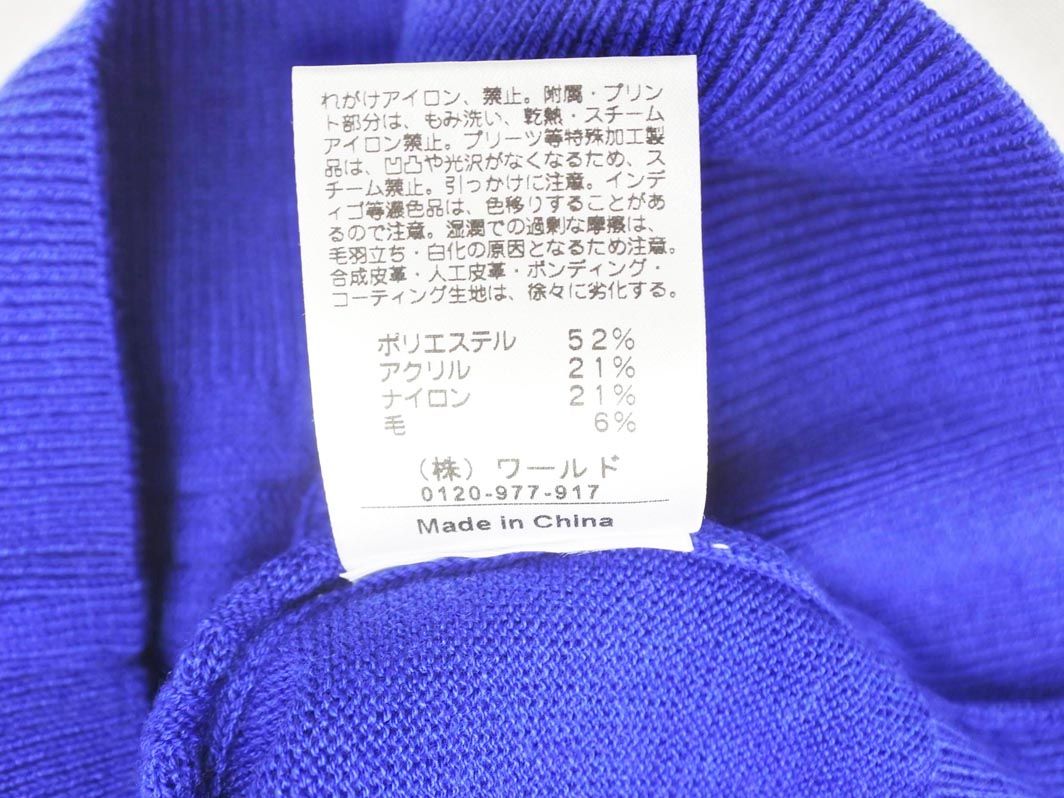 れがけアイロン、禁止。附属・プリン
ト部分は、もみ洗い、乾熱・スチーム
アイロン禁止。プリーツ等特殊加工製
品は、凹凸や光沢がなくなるため、ス
チーム禁止。引っかけに注意。インデ
ィゴ等濃色品は、色移りすることがあ
るので注意。湿潤での過剰な摩擦は、
毛羽立ち・白化の原因となるため注意。
合成皮革・人工皮革・ボンディング・
コーティング生地は、徐々に劣化する。
ポリエステル 52%
アクリル 21%
ナイロン 21%
毛 6%
（株）ワールド
0120-977-917
Made in China